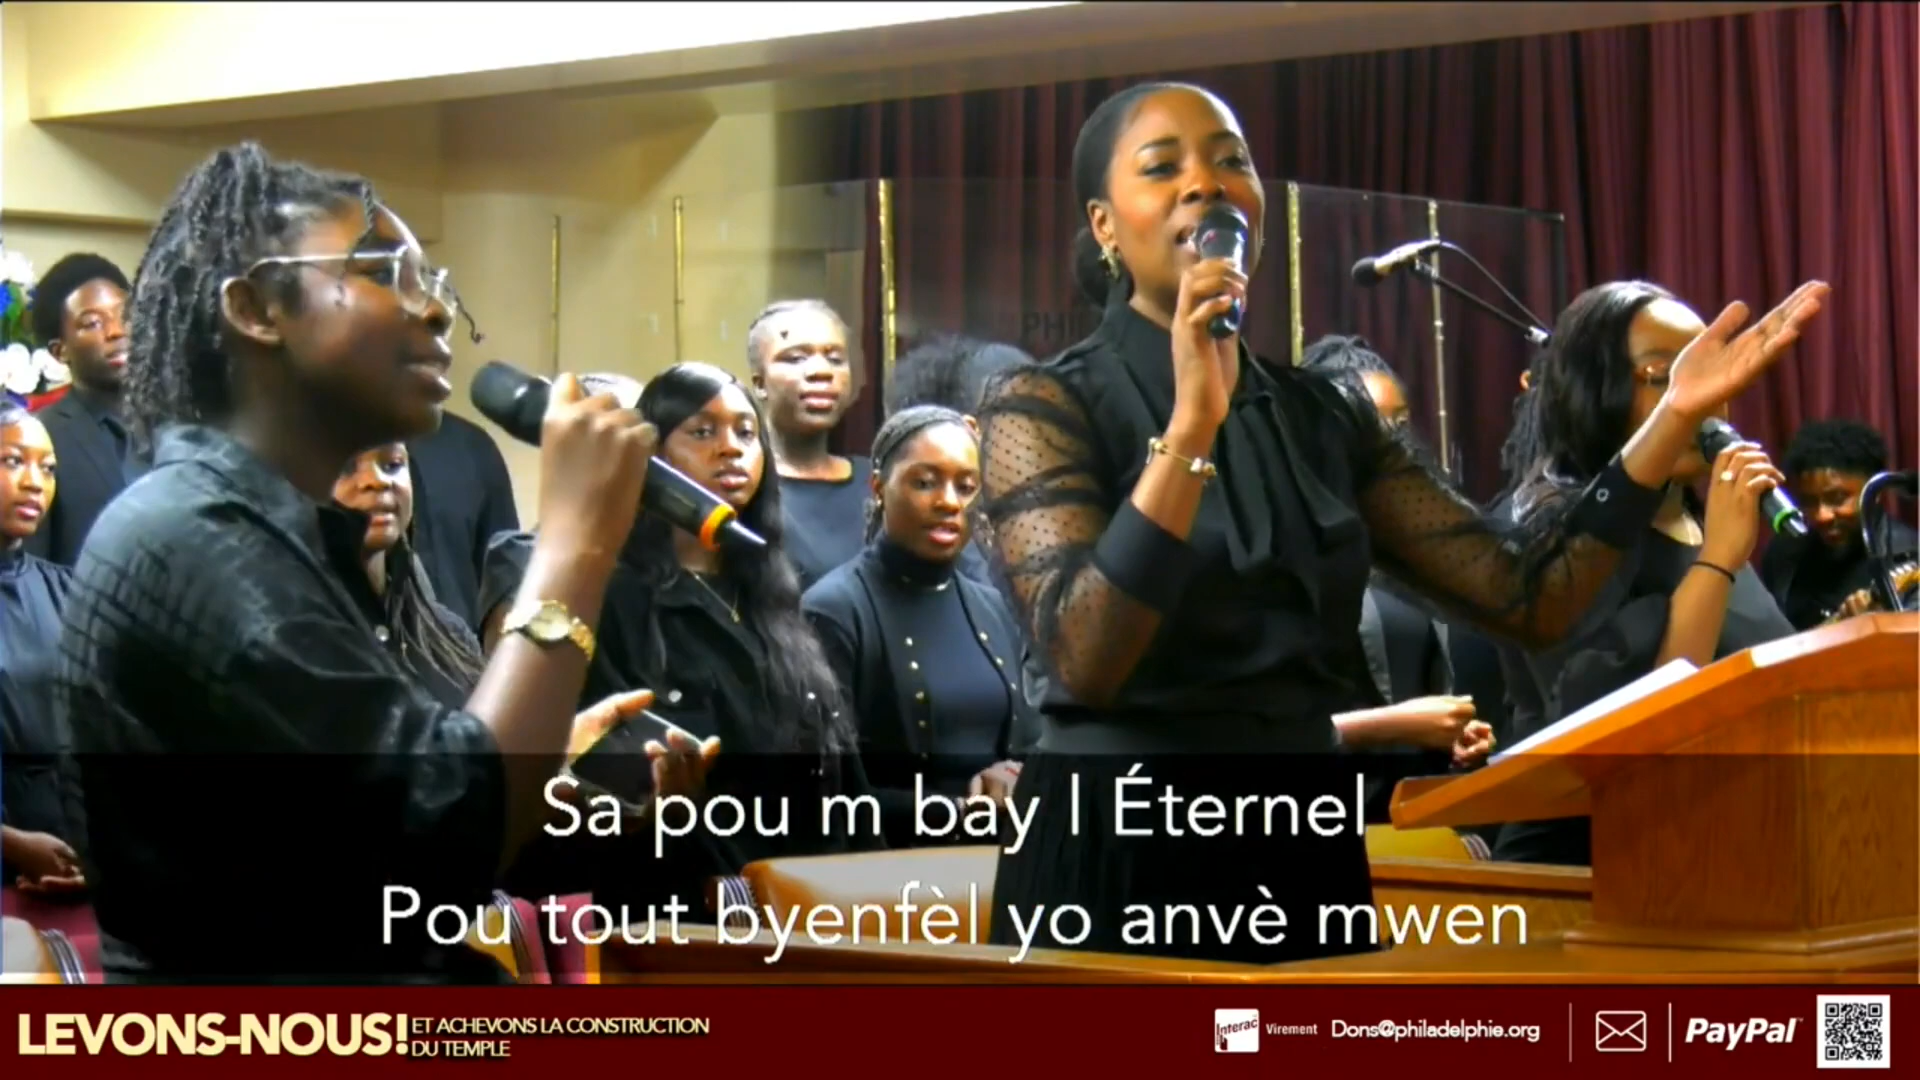 PHI
Sa pou m bay l Éternel
Pou tout byenfèl yo anvè mwen
LEVONS-NOUS!
ET ACHEVONS LA CONSTRUCTION
DU TEMPLE
Interac
Virement
Dons@philadelphie.org
PayPal